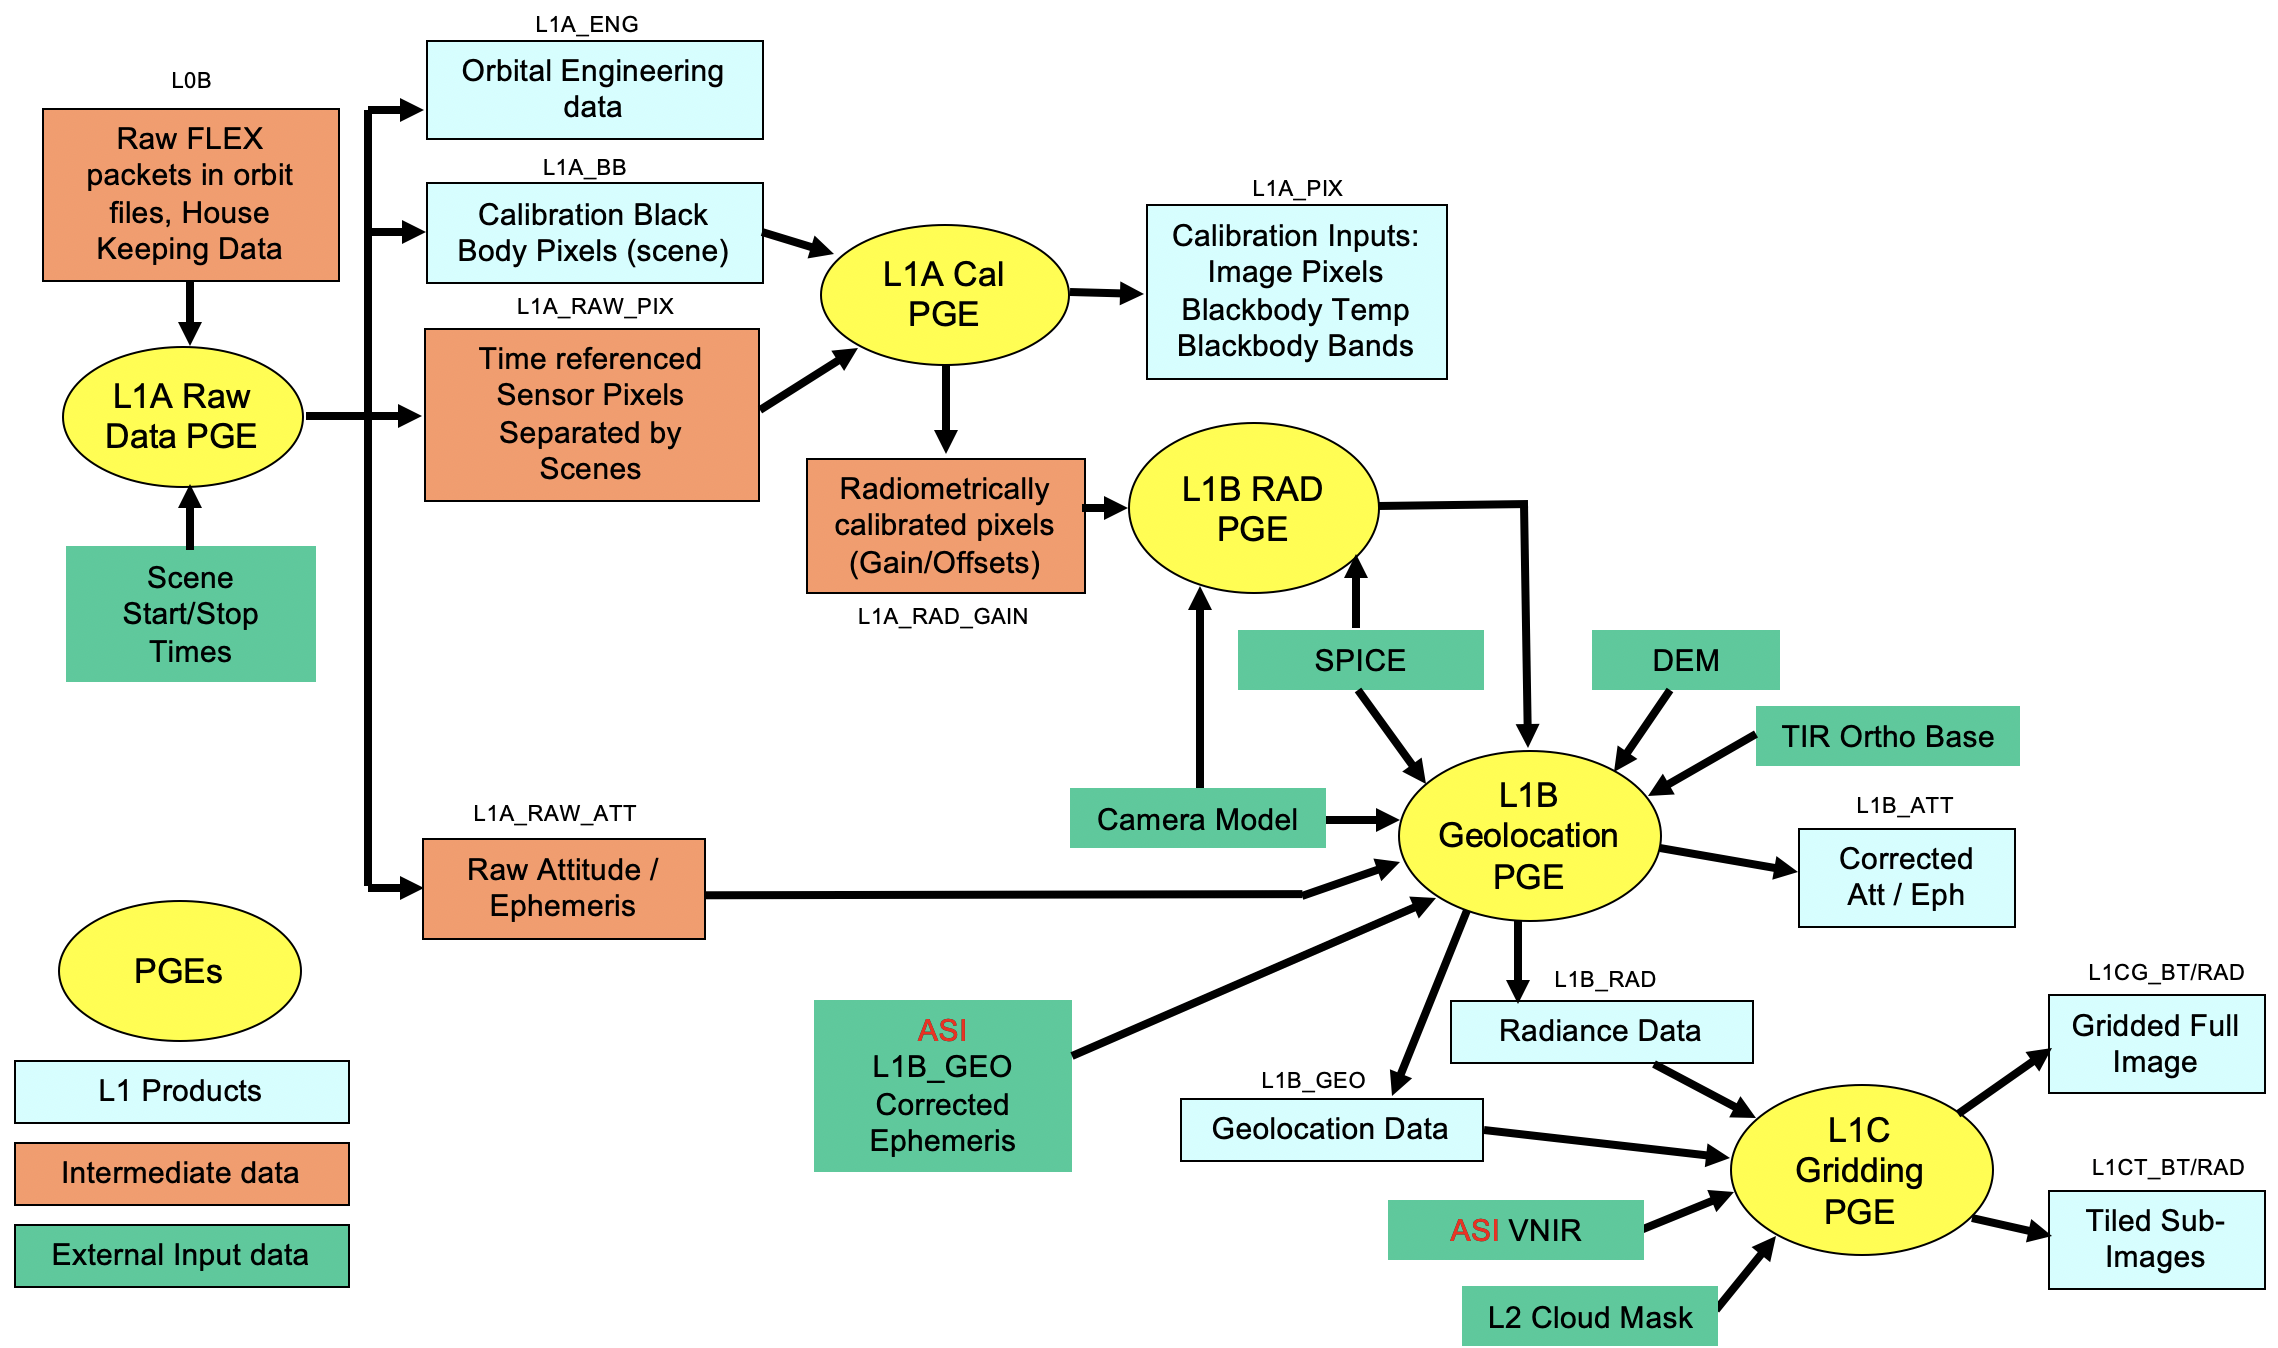 L0B
Raw FLEX
packets in orbit
files, House
Keeping Data
L1A Raw
Data PGE
Scene
Start/Stop
Times
L1A_ENG
Orbital Engineering
data
L1A_BB
Calibration Black
Body Pixels (scene)
L1A_RAW_PIX
Time referenced
Sensor Pixels
Separated by
Scenes
L1A Cal
PGE
L1A_PIX
Calibration Inputs:
Image Pixels
Blackbody Temp
Blackbody Bands
Radiometrically
calibrated pixels
(Gain/Offsets)
L1A_RAD_GAIN
L1B RAD
PGE
SPICE
DEM
TIR Ortho Base
Camera Model
L1B
Geolocation
PGE
L1B_ATT
Corrected
Att / Eph
L1A_RAW_ATT
Raw Attitude /
Ephemeris
ASI
L1B_GEO
Corrected
Ephemeris
L1B_RAD
Radiance Data
L1B_GEO
Geolocation Data
L1C
Gridding
PGE
ASI VNIR
L2 Cloud Mask
L1CG_BT/RAD
Gridded Full
Image
L1CT_BT/RAD
Tiled Sub-
Images
PGEs
L1 Products
Intermediate data
External Input data